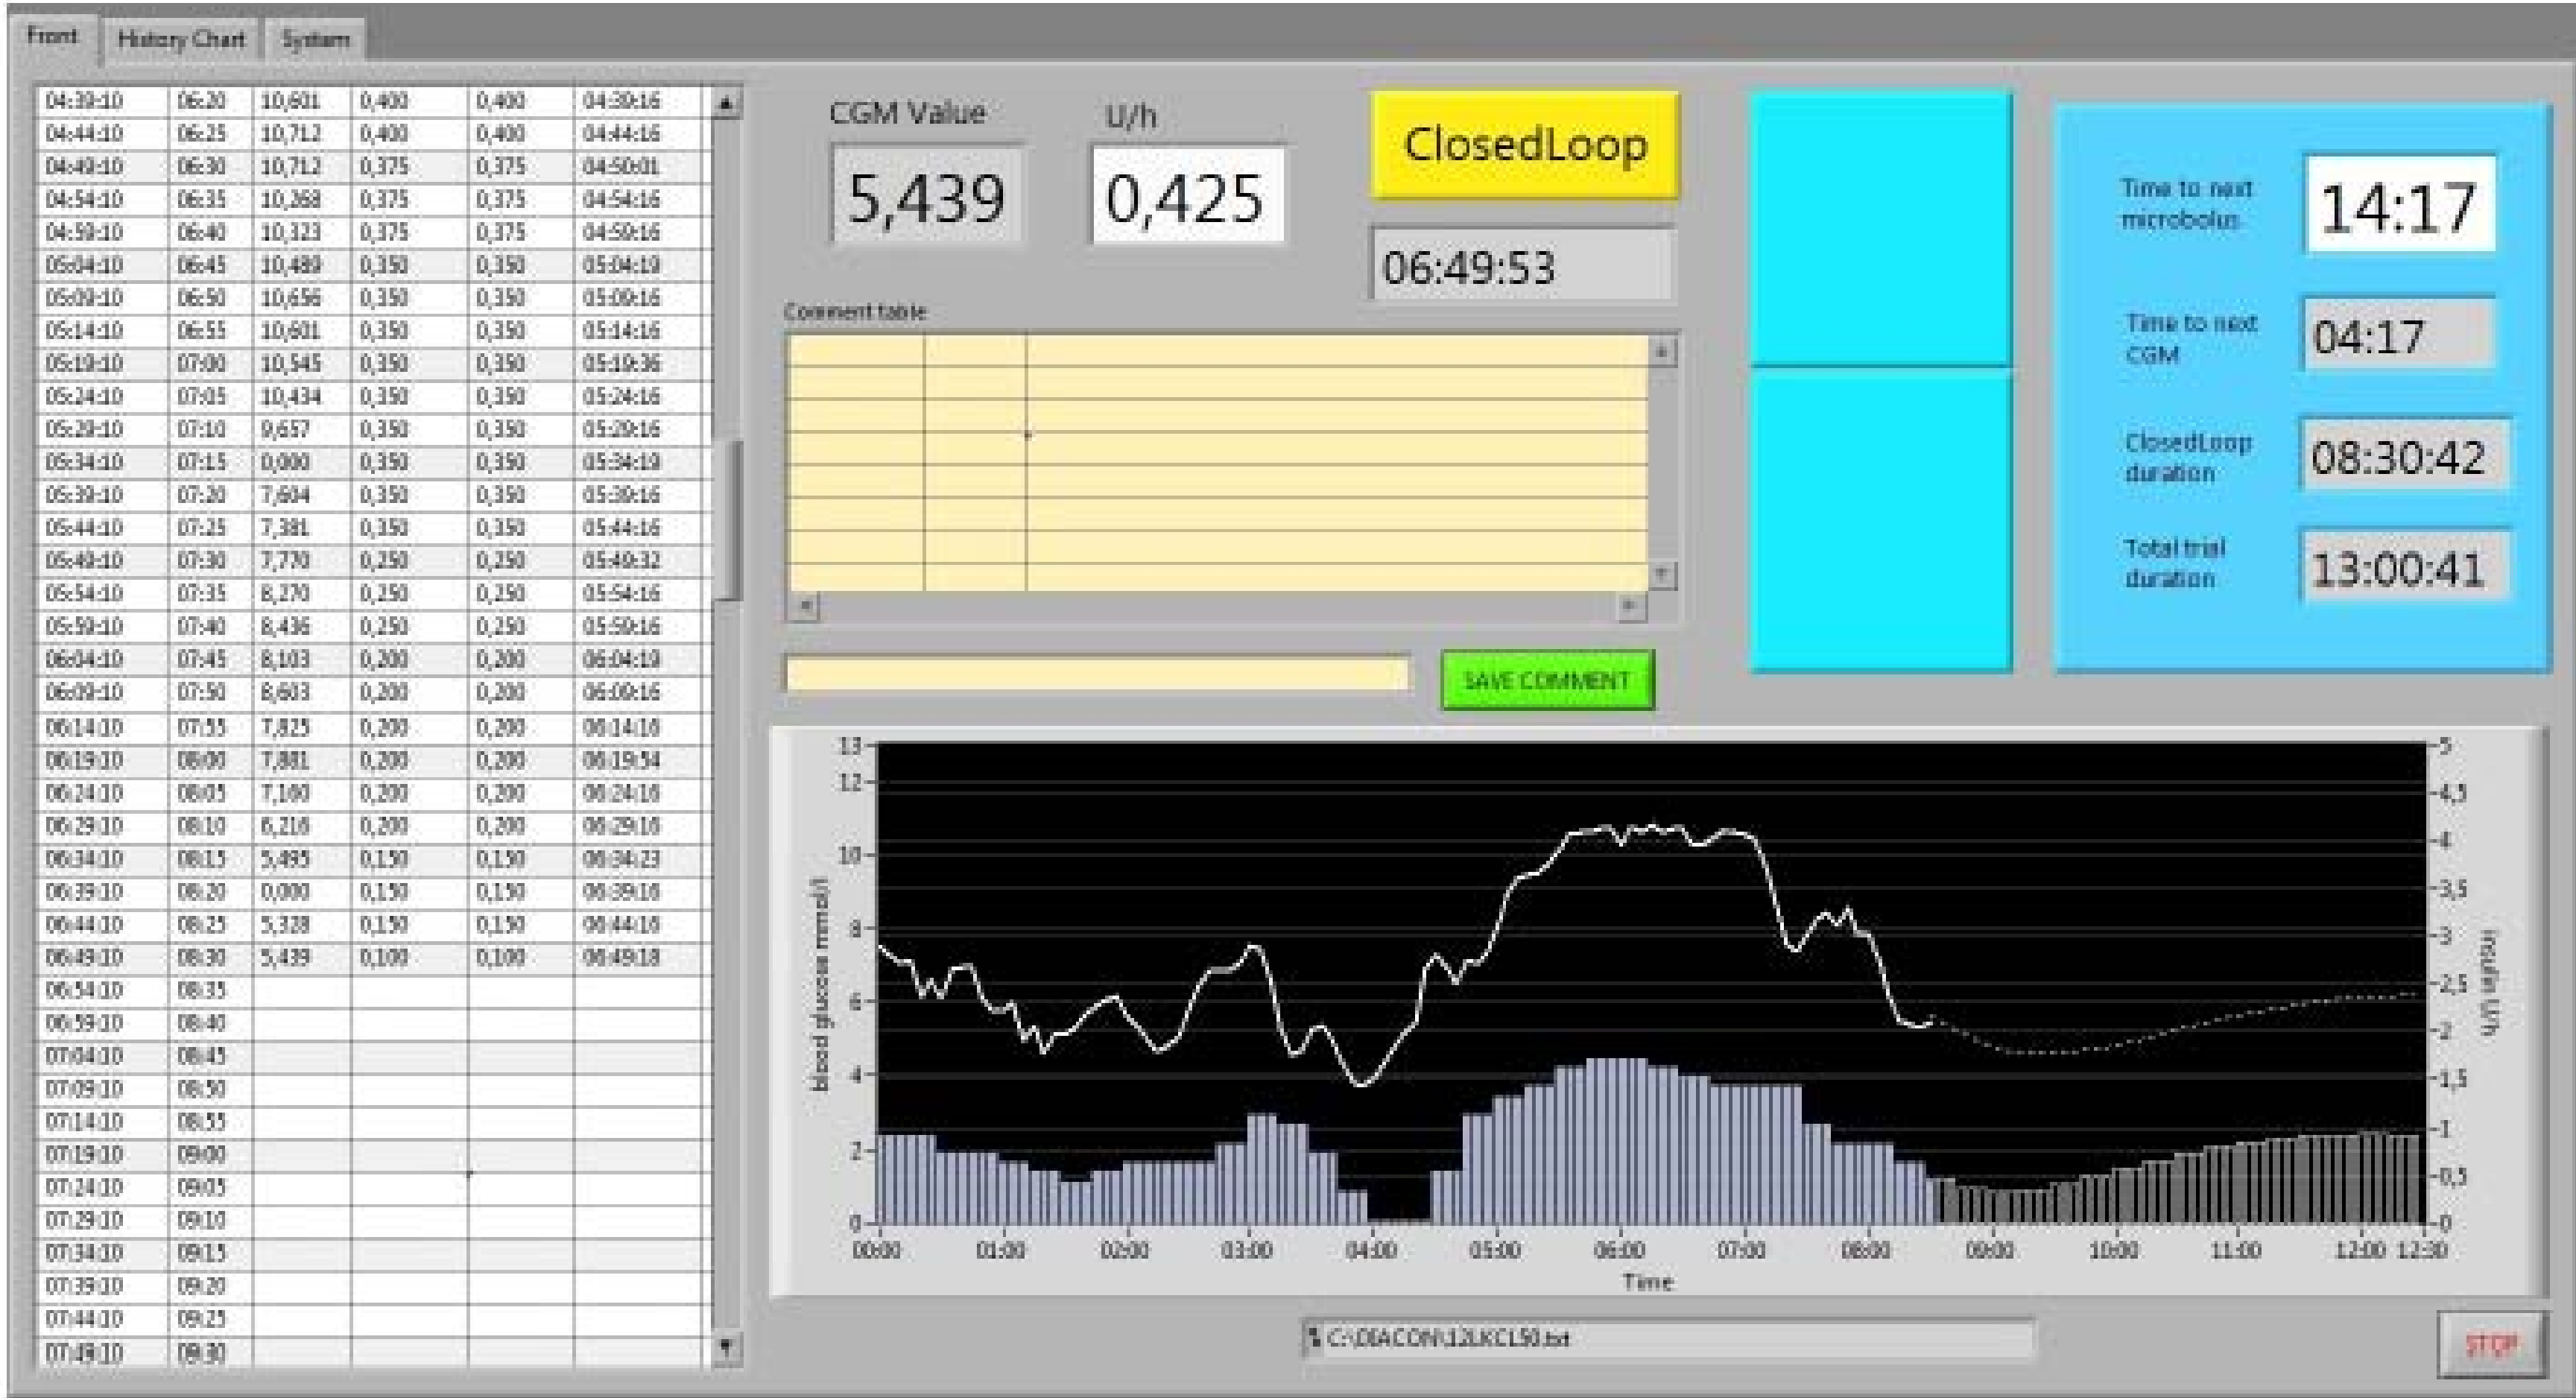 Front History Chart System
04:39:10 06:20 10,601 0,400 0,400 04:39:16
04:44:10 06:25 10,712 0,400 0,400 04:44:16
04:49:10 06:30 10,712 0,375 0,375 04:50:01
04:54:10 06:35 10,268 0,375 0,375 04:54:16
04:59:10 06:40 10,323 0,375 0,375 04:59:16
05:04:10 06:45 10,489 0,350 0,350 05:04:19
05:09:10 06:50 10,656 0,350 0,350 05:09:16
05:14:10 06:55 10,601 0,350 0,350 05:14:16
05:19:10 07:00 10,545 0,350 0,350 05:19:36
05:24:10 07:05 10,434 0,350 0,350 05:24:16
05:29:10 07:10 9,657 0,350 0,350 05:29:16
05:34:10 07:15 0,000 0,350 0,350 05:34:19
05:39:10 07:20 7,604 0,350 0,350 05:39:16
05:44:10 07:25 7,381 0,350 0,350 05:44:16
05:49:10 07:30 7,770 0,250 0,250 05:49:32
05:54:10 07:35 8,270 0,250 0,250 05:54:16
05:59:10 07:40 8,436 0,250 0,250 05:59:16
06:04:10 07:45 8,103 0,200 0,200 06:04:19
06:09:10 07:50 8,603 0,200 0,200 06:09:16
06:14:10 07:55 7,825 0,200 0,200 06:14:16
06:19:10 08:00 7,881 0,200 0,200 06:19:54
06:24:10 08:05 7,160 0,200 0,200 06:24:16
06:29:10 08:10 6,216 0,200 0,200 06:29:16
06:34:10 08:15 5,495 0,150 0,150 06:34:23
06:39:10 08:20 0,000 0,150 0,150 06:39:16
06:44:10 08:25 5,328 0,150 0,150 06:44:16
06:49:10 08:30 5,439 0,100 0,100 06:49:18
06:54:10 08:35
06:59:10 08:40
07:04:10 08:45
07:09:10 08:50
07:14:10 08:55
07:19:10 09:00
07:24:10 09:05
07:29:10 09:10
07:34:10 09:15
07:39:10 09:20
07:44:10 09:25
07:49:10 09:30
CGM Value U/h
5,439 0,425
ClosedLoop
06:49:53
Comment table
SAVE COMMENT
Time to next
microbolus
14:17
Time to next
CGM
04:17
ClosedLoop
duration
08:30:42
Total trial
duration
13:00:41
blood glucose mmol/l
13
12
10
8
6
4
2
0
5
4,5
4
3,5
3
2,5
2
1,5
1
0,5
0
insulin U/h
00:00 01:00 02:00 03:00 04:00 05:00 06:00 07:00 08:00 09:00 10:00 11:00 12:00 12:30
Time
C:\DIACON\12LKCL50.txt
STOP